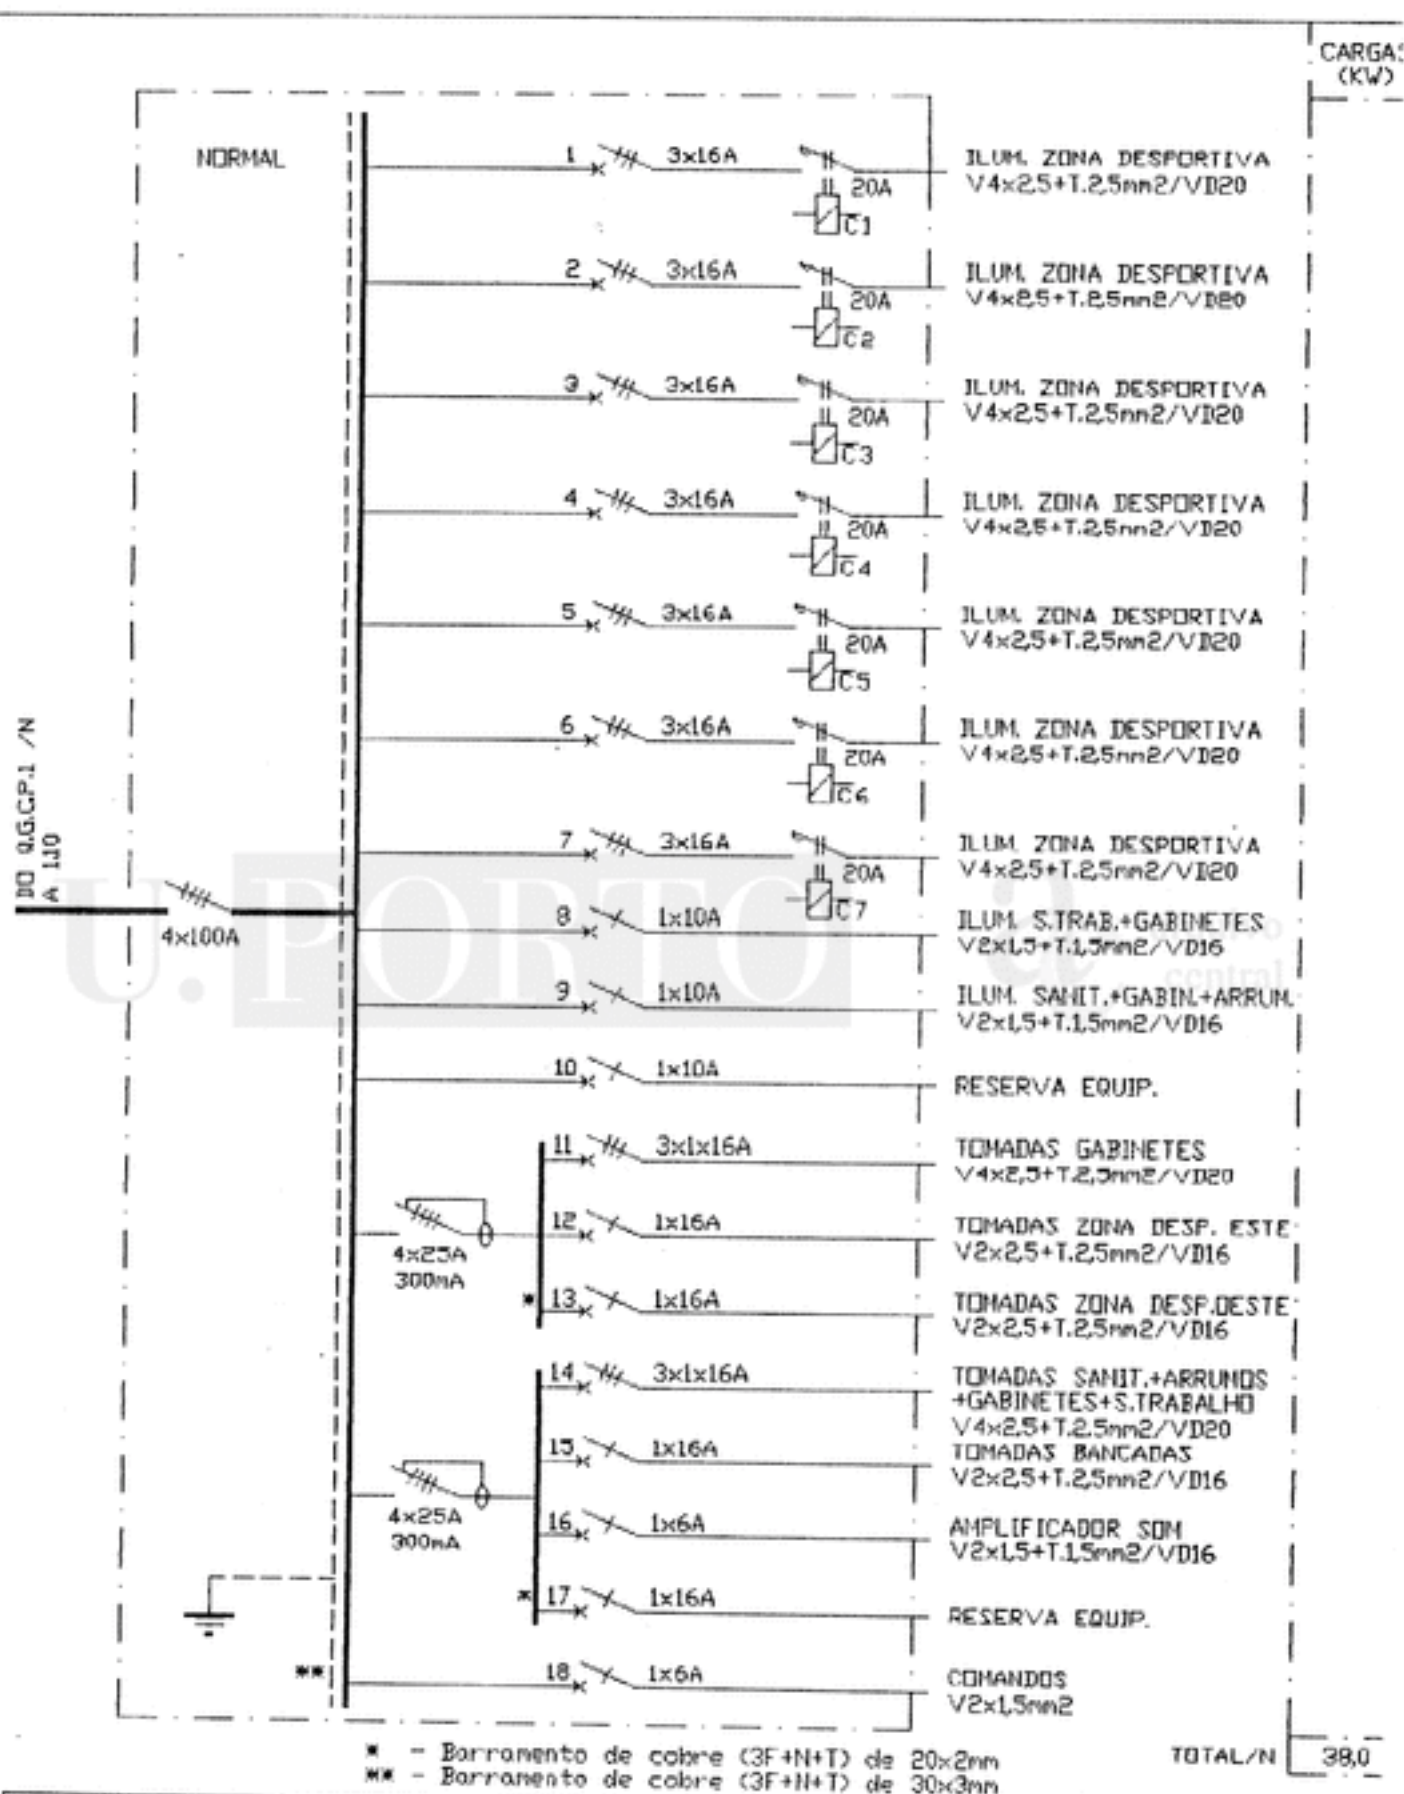 CARGAS
(KW)
NORMAL
1 3x16A
20A
C1
ILUM. ZONA DESPORTIVA
V4x2,5+T.2,5mm2/VD20
2 3x16A
20A
C2
ILUM. ZONA DESPORTIVA
V4x2,5+T.2,5mm2/VD20
3 3x16A
20A
C3
ILUM. ZONA DESPORTIVA
V4x2,5+T.2,5mm2/VD20
4 3x16A
20A
C4
ILUM. ZONA DESPORTIVA
V4x2,5+T.2,5mm2/VD20
5 3x16A
20A
C5
ILUM. ZONA DESPORTIVA
V4x2,5+T.2,5mm2/VD20
6 3x16A
20A
C6
ILUM. ZONA DESPORTIVA
V4x2,5+T.2,5mm2/VD20
7 3x16A
20A
C7
ILUM. ZONA DESPORTIVA
V4x2,5+T.2,5mm2/VD20
DO Q.G.C.P.1 /N
A 1.10
4x100A
U. PORTO
central
8 1x10A
ILUM. S.TRAB.+GABINETES
V2x1,5+T.1,5mm2/VD16
9 1x10A
ILUM. SANIT.+GABIN.+ARRUM.
V2x1,5+T.1,5mm2/VD16
10 1x10A
RESERVA EQUIP.
4x25A
300mA
11 3x1x16A
TOMADAS GABINETES
V4x2,5+T.2,5mm2/VD20
12 1x16A
TOMADAS ZONA DESP. ESTE
V2x2,5+T.2,5mm2/VD16
* 13 1x16A
TOMADAS ZONA DESP.OESTE
V2x2,5+T.2,5mm2/VD16
4x25A
300mA
14 3x1x16A
TOMADAS SANIT.+ARRUMOS
+GABINETES+S.TRABALHO
V4x2,5+T.2,5mm2/VD20
15 1x16A
TOMADAS BANCADAS
V2x2,5+T.2,5mm2/VD16
16 1x6A
AMPLIFICADOR SOM
V2x1,5+T.1,5mm2/VD16
* 17 1x16A
RESERVA EQUIP.
** 18 1x6A
COMANDOS
V2x1,5mm2
* - Barramento de cobre (3F+N+T) de 20x2mm
** - Barramento de cobre (3F+N+T) de 30x3mm
TOTAL/N 38,0